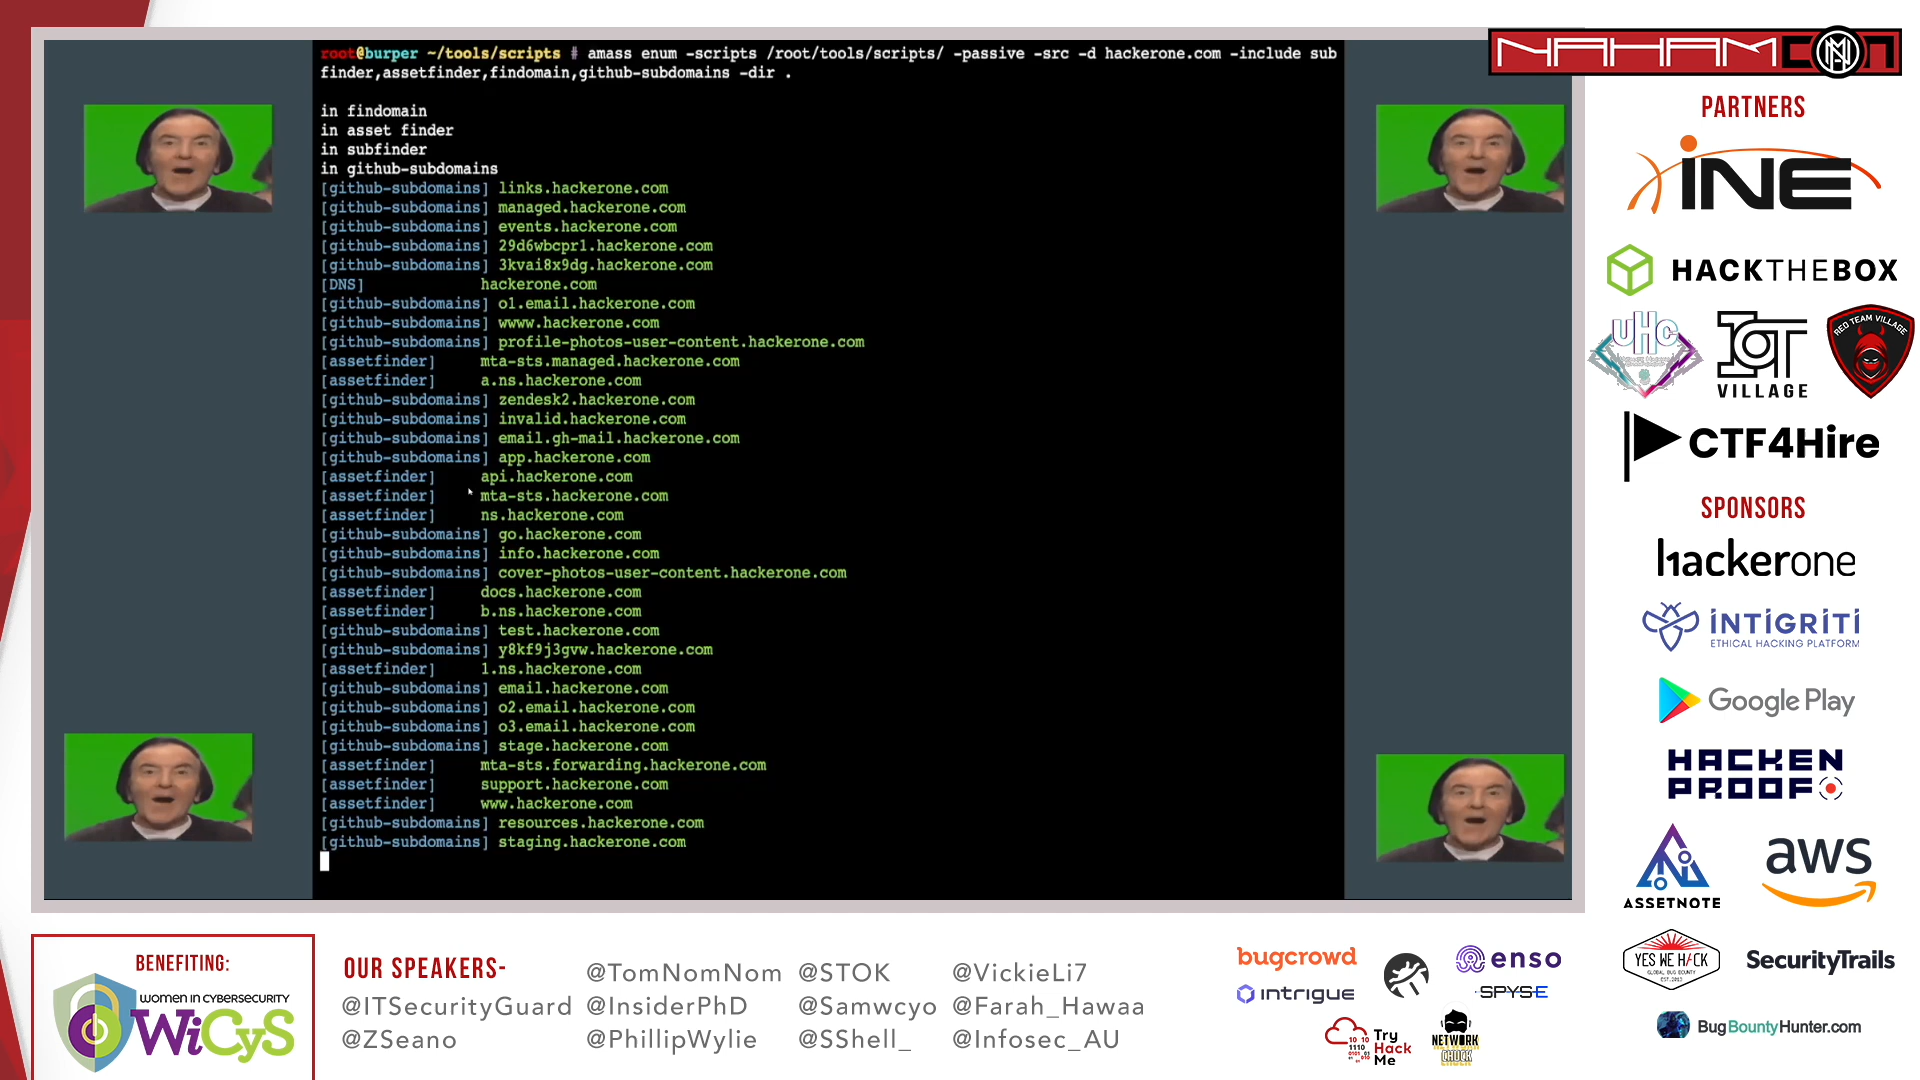 root@burper ~/tools/scripts # amass enum -scripts /root/tools/scripts/ -passive -src -d hackerone.com -include sub
finder,assetfinder,findomain,github-subdomains -dir .
in findomain
in asset finder
in subfinder
in github-subdomains
[github-subdomains] links.hackerone.com
[github-subdomains] managed.hackerone.com
[github-subdomains] events.hackerone.com
[github-subdomains] 29d6wbcpr1.hackerone.com
[github-subdomains] 3kvai8x9dg.hackerone.com
[DNS] hackerone.com
[github-subdomains] o1.email.hackerone.com
[github-subdomains] wwww.hackerone.com
[github-subdomains] profile-photos-user-content.hackerone.com
[assetfinder] mta-sts.managed.hackerone.com
[assetfinder] a.ns.hackerone.com
[github-subdomains] zendesk2.hackerone.com
[github-subdomains] invalid.hackerone.com
[github-subdomains] email.gh-mail.hackerone.com
[github-subdomains] app.hackerone.com
[assetfinder] api.hackerone.com
[assetfinder] mta-sts.hackerone.com
[assetfinder] ns.hackerone.com
[github-subdomains] go.hackerone.com
[github-subdomains] info.hackerone.com
[github-subdomains] cover-photos-user-content.hackerone.com
[assetfinder] docs.hackerone.com
[assetfinder] b.ns.hackerone.com
[github-subdomains] test.hackerone.com
[github-subdomains] y8kf9j3gvw.hackerone.com
[assetfinder] 1.ns.hackerone.com
[github-subdomains] email.hackerone.com
[github-subdomains] o2.email.hackerone.com
[github-subdomains] o3.email.hackerone.com
[github-subdomains] stage.hackerone.com
[assetfinder] mta-sts.forwarding.hackerone.com
[assetfinder] support.hackerone.com
[assetfinder] www.hackerone.com
[github-subdomains] resources.hackerone.com
[github-subdomains] staging.hackerone.com
NAHAMCON
PARTNERS
INE
HACKTHEBOX
UHC
IOT
VILLAGE
RED TEAM VILLAGE
CTF4Hire
SPONSORS
hackerone
INTIGRITI
ETHICAL HACKING PLATFORM
Google Play
HACKEN
PROOF
ASSETNOTE
aws
YES WE HACK
GLOBAL BUG BOUNTY
SecurityTrails
BugBountyHunter.com
BENEFITING:
WOMEN IN CYBERSECURITY
WiCyS
OUR SPEAKERS-
@TomNomNom @STOK @VickieLi7
@ITSecurityGuard @InsiderPhD @Samwcyo @Farah_Hawaa
@ZSeano @PhillipWylie @SShell_ @Infosec_AU
bugcrowd
enso
intrigue
SPYSE
Try
Hack
Me
NETWORK
CHUCK